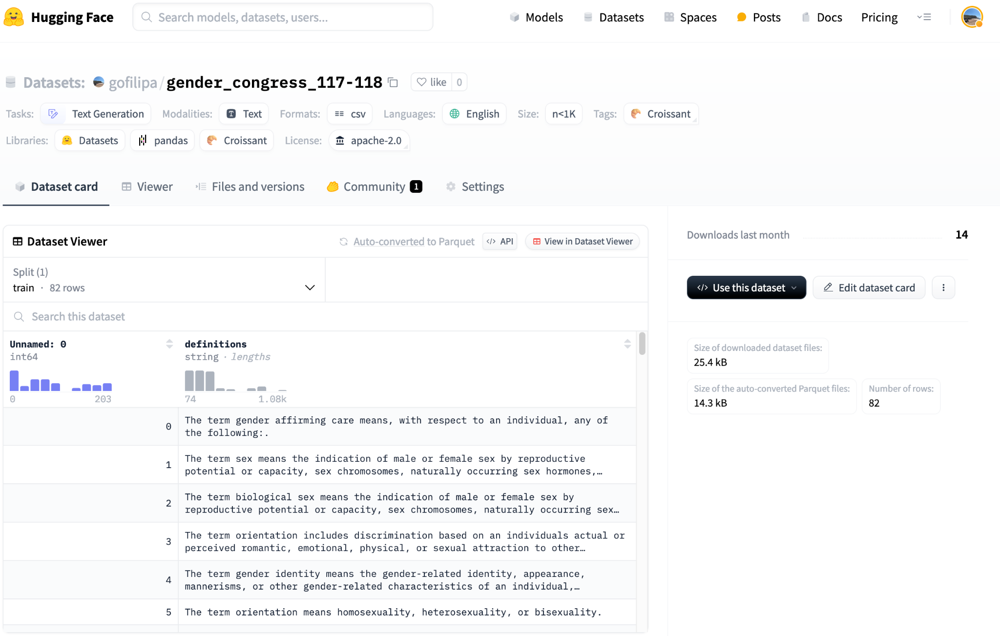 Hugging Face
Search models, datasets, users...
Models
Datasets
Spaces
Posts
Docs
Pricing
Datasets: gofilipa/gender_congress_117-118
like 0
Tasks: Text Generation Modalities: Text Formats: csv Languages: English Size: n<1K Tags: Croissant
Libraries: Datasets pandas Croissant License: apache-2.0
Dataset card
Viewer
Files and versions
Community 1
Settings
Dataset Viewer
Auto-converted to Parquet
</> API
View in Dataset Viewer
Split (1)
train · 82 rows
Search this dataset
Unnamed: 0
int64
0 203
definitions
string · lengths
74 1.08k
0
The term gender affirming care means, with respect to an individual, any of
the following:.
1
The term sex means the indication of male or female sex by reproductive
potential or capacity, sex chromosomes, naturally occurring sex hormones,…
2
The term biological sex means the indication of male or female sex by
reproductive potential or capacity, sex chromosomes, naturally occurring sex…
3
The term orientation includes discrimination based on an individuals actual or
perceived romantic, emotional, physical, or sexual attraction to other…
4
The term gender identity means the gender-related identity, appearance,
mannerisms, or other gender-related characteristics of an individual,…
5
The term orientation means homosexuality, heterosexuality, or bisexuality.
Downloads last month
14
</> Use this dataset
Edit dataset card
Size of downloaded dataset files:
25.4 kB
Size of the auto-converted Parquet files:
14.3 kB
Number of rows:
82